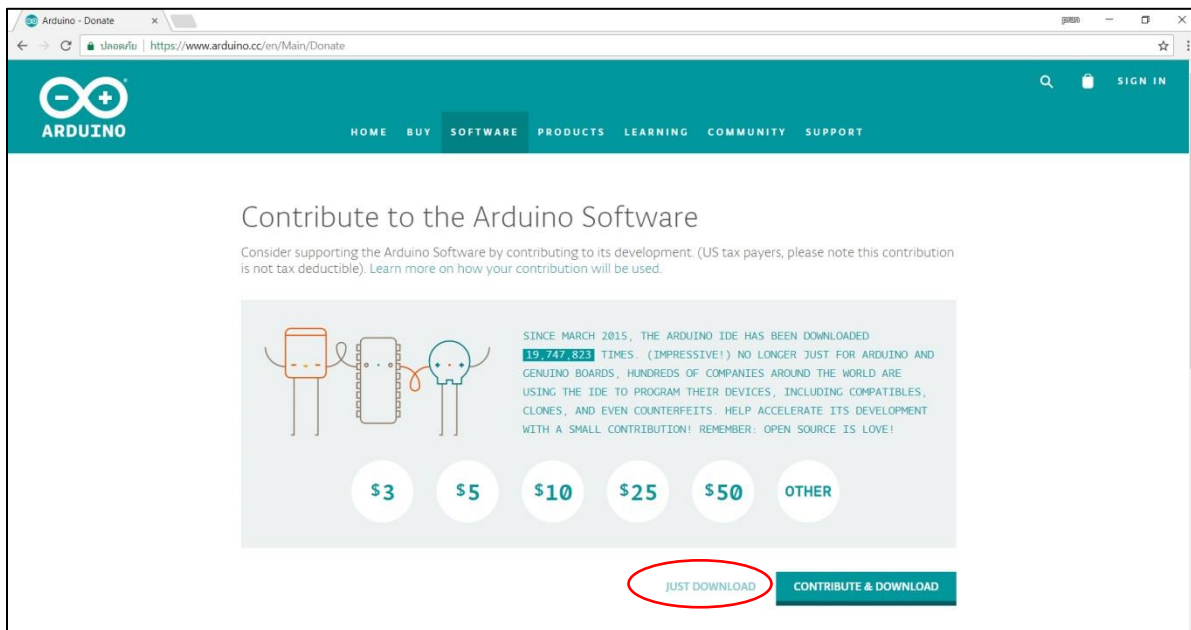 Arduino - Donate
ปลอดภัย | https://www.arduino.cc/en/Main/Donate
SIGN IN
ARDUINO
HOME BUY SOFTWARE PRODUCTS LEARNING COMMUNITY SUPPORT
Contribute to the Arduino Software
Consider supporting the Arduino Software by contributing to its development. (US tax payers, please note this contribution
is not tax deductible). Learn more on how your contribution will be used.
SINCE MARCH 2015, THE ARDUINO IDE HAS BEEN DOWNLOADED
19,747,823 TIMES. (IMPRESSIVE!) NO LONGER JUST FOR ARDUINO AND
GENUINO BOARDS, HUNDREDS OF COMPANIES AROUND THE WORLD ARE
USING THE IDE TO PROGRAM THEIR DEVICES, INCLUDING COMPATIBLES,
CLONES, AND EVEN COUNTERFEITS. HELP ACCELERATE ITS DEVELOPMENT
WITH A SMALL CONTRIBUTION! REMEMBER: OPEN SOURCE IS LOVE!
$3 $5 $10 $25 $50 OTHER
JUST DOWNLOAD CONTRIBUTE & DOWNLOAD